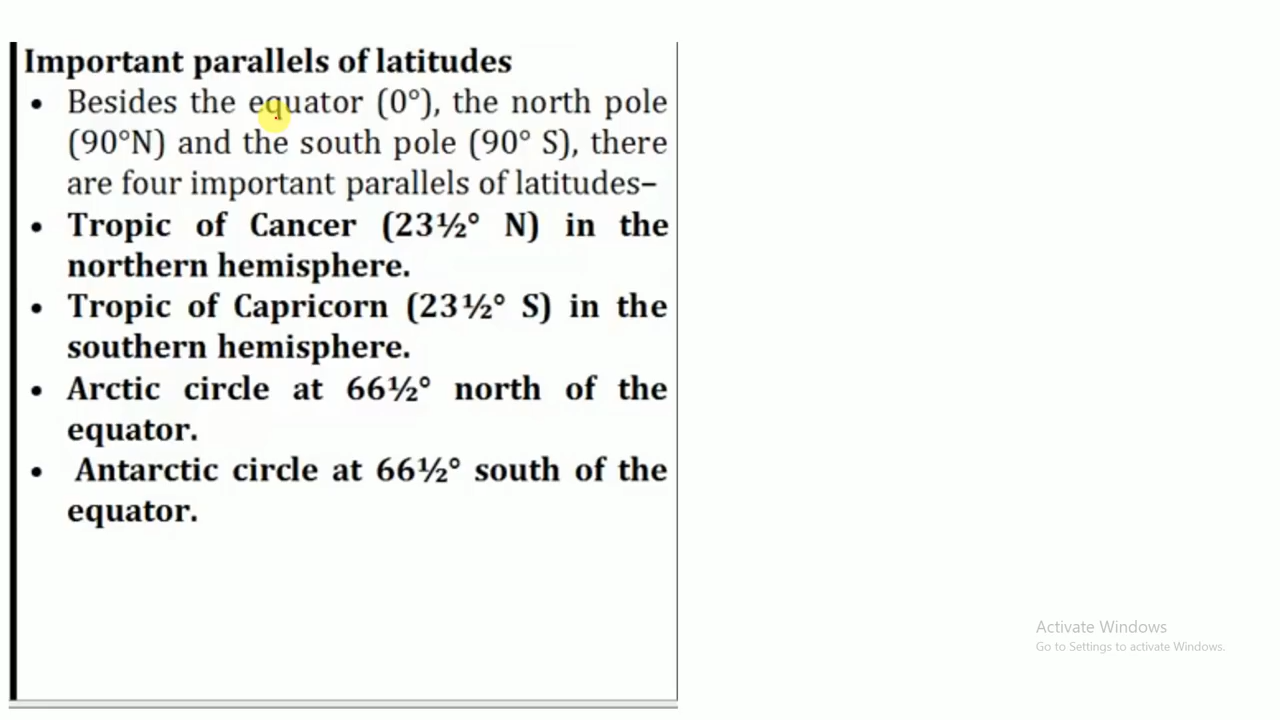 Important parallels of latitudes
• Besides the equator (0°), the north pole
(90°N) and the south pole (90° S), there
are four important parallels of latitudes–
• Tropic of Cancer (23½° N) in the
northern hemisphere.
• Tropic of Capricorn (23½° S) in the
southern hemisphere.
• Arctic circle at 66½° north of the
equator.
• Antarctic circle at 66½° south of the
equator.
Activate Windows
Go to Settings to activate Windows.